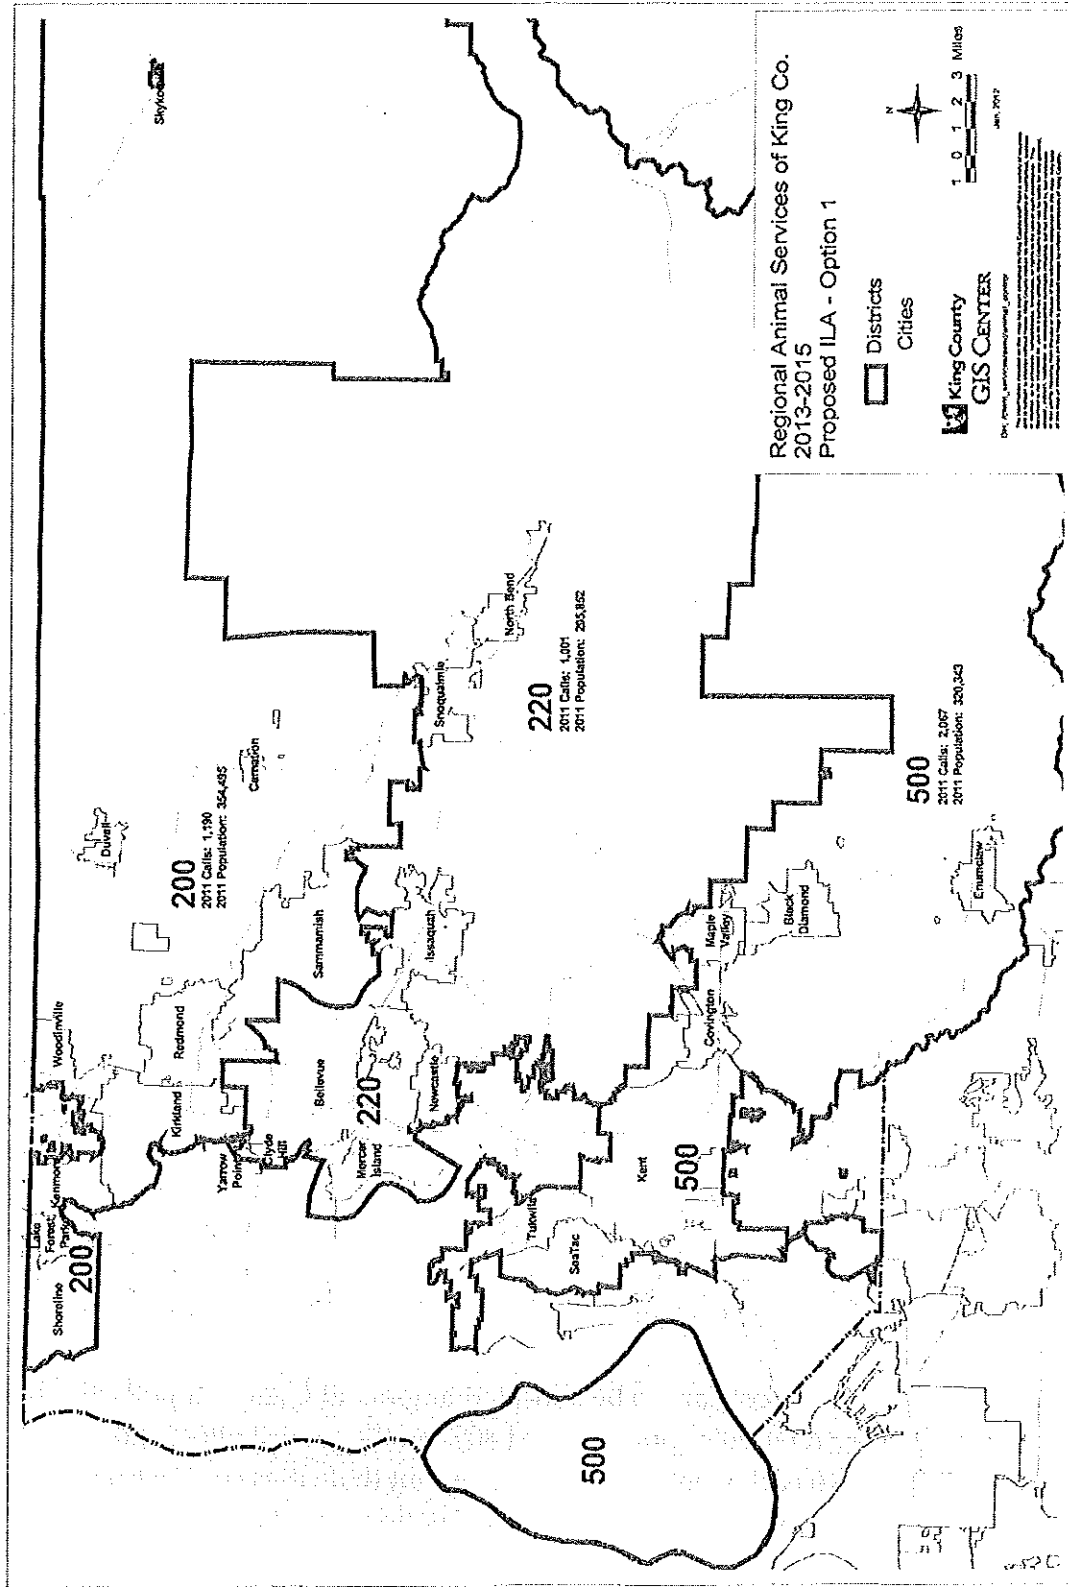 Skykomish
Duvall
Carnation
200
2011 Calls: 1,190
2011 Population: 354,495
Woodinville
Redmond
Kirkland
Kenmore
Lake
Forest
Park
Shoreline
200
Yarrow
Point
Clyde
Hill
Bellevue
Sammamish
Issaquah
Snoqualmie
North Bend
220
2011 Calls: 1,001
2011 Population: 295,852
220
Mercer
Island
Newcastle
Tukwila
SeaTac
Kent
500
Covington
Maple
Valley
Black
Diamond
Enumclaw
500
2011 Calls: 2,067
2011 Population: 320,343
500
Regional Animal Services of King Co.
2013-2015
Proposed ILA - Option 1
Districts
Cities
N
1 0 1 2 3 Miles
King County
GIS CENTER
Jan, 2012